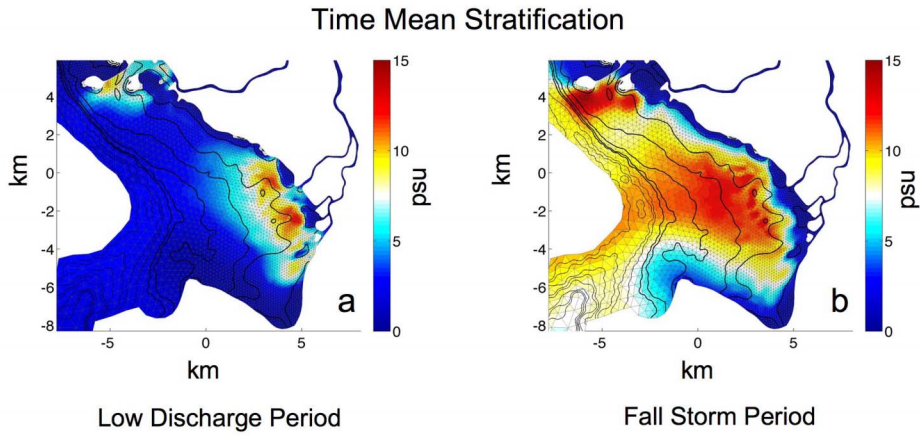 Time Mean Stratification
15
10
5
0
psu
4
2
0
-2
-4
-6
-8
km
-5
0
5
km
a
Low Discharge Period
15
10
5
0
psu
4
2
0
-2
-4
-6
-8
km
-5
0
5
km
b
Fall Storm Period